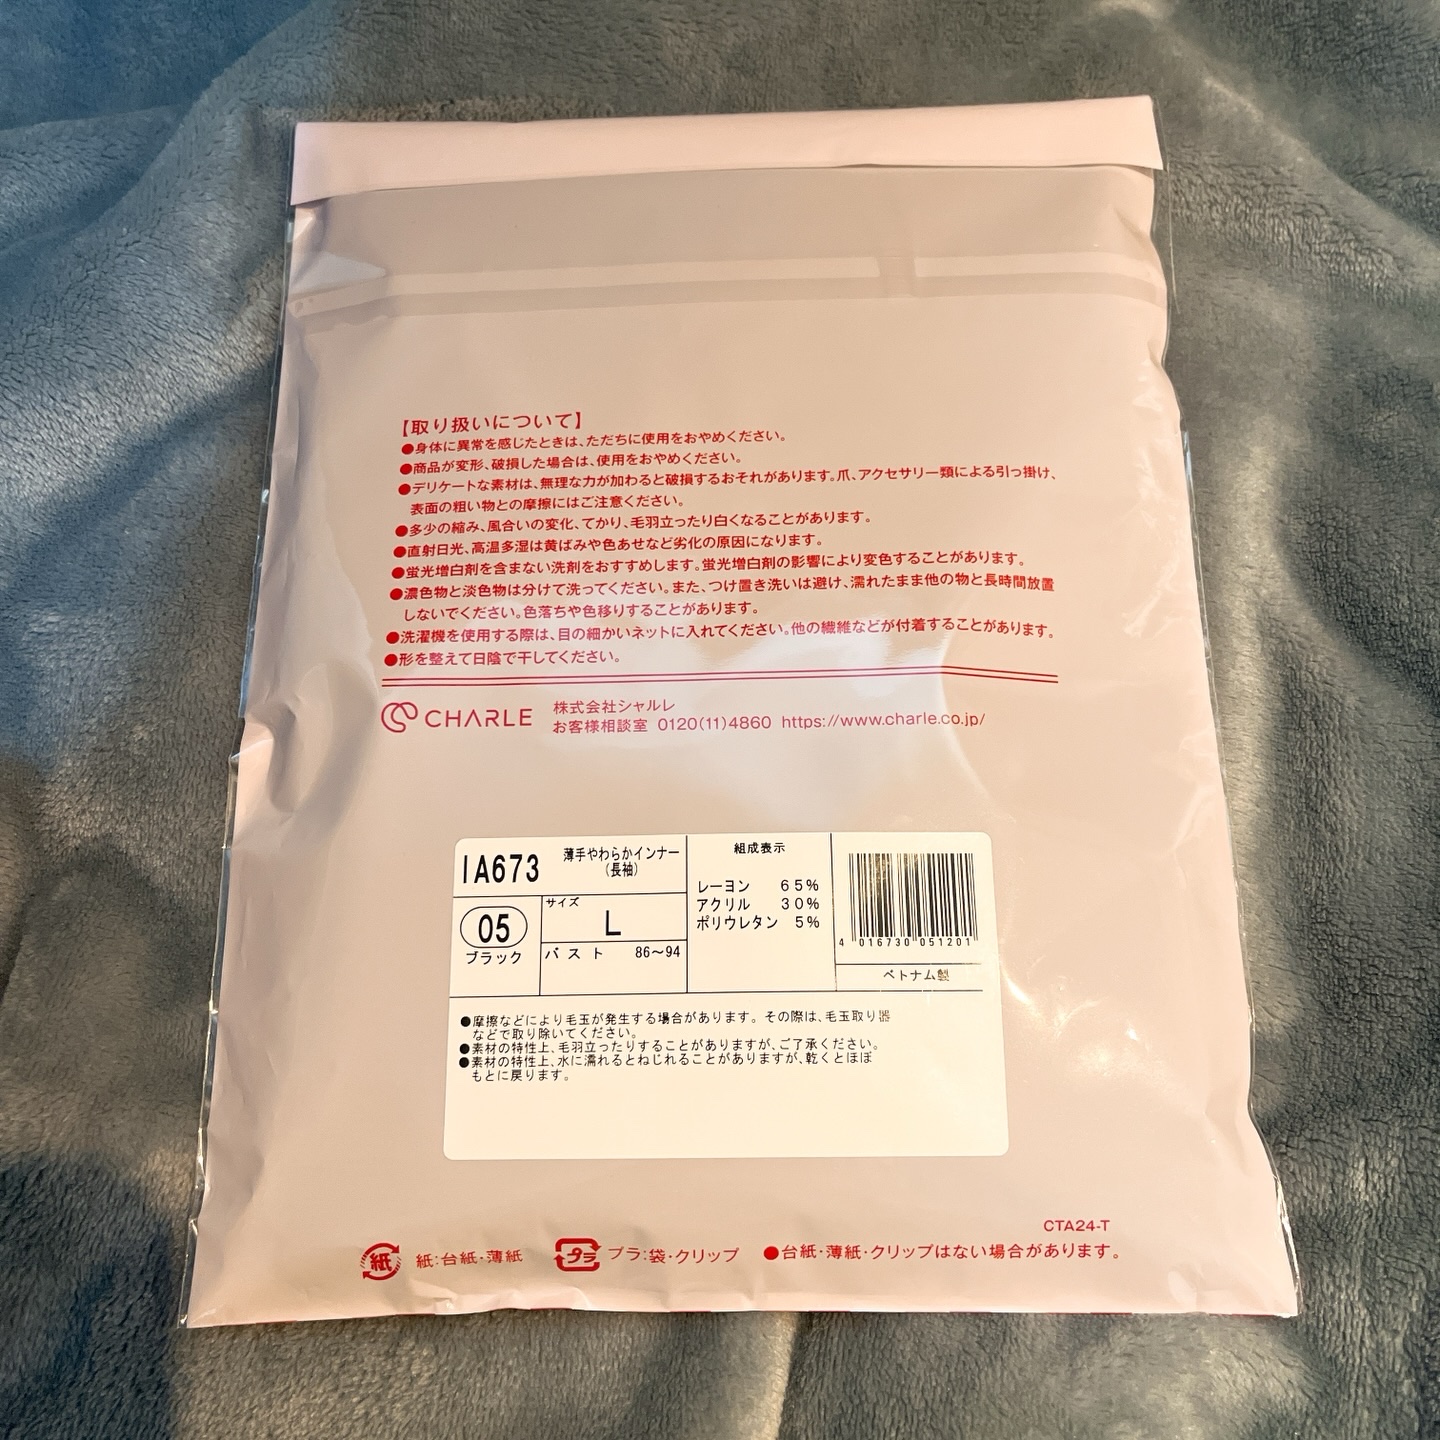 【取り扱いについて】
●身体に異常を感じたときは、ただちに使用をおやめください。
●商品が変形、破損した場合は、使用をおやめください。
●デリケートな素材は、無理な力が加わると破損するおそれがあります。爪、アクセサリー類による引っ掛け、
表面の粗い物との摩擦にはご注意ください。
●多少の縮み、風合いの変化、てかり、毛羽立ったり白くなることがあります。
●直射日光、高温多湿は黄ばみや色あせなど劣化の原因になります。
●蛍光増白剤を含まない洗剤をおすすめします。蛍光増白剤の影響により変色することがあります。
●濃色物と淡色物は分けて洗ってください。また、つけ置き洗いは避け、濡れたまま他の物と長時間放置
しないでください。色落ちや色移りすることがあります。
●洗濯機を使用する際は、目の細かいネットに入れてください。他の繊維などが付着することがあります。
●形を整えて日陰で干してください。
CHARLE 株式会社シャルレ
お客様相談室 0120(11)4860 https://www.charle.co.jp/
IA673 薄手やわらかインナー
(長袖)
05
ブラック
サイズ
L
バスト 86〜94
組成表示
レーヨン 65%
アクリル 30%
ポリウレタン 5%
4 016730 051201
ベトナム製
●摩擦などにより毛玉が発生する場合があります。その際は、毛玉取り器
などで取り除いてください。
●素材の特性上、毛羽立ったりすることがありますが、ご了承ください。
●素材の特性上、水に濡れるとねじれることがありますが、乾くとほぼ
もとに戻ります。
CTA24-T
紙 紙:台紙・薄紙 プラ プラ:袋・クリップ ●台紙・薄紙・クリップはない場合があります。